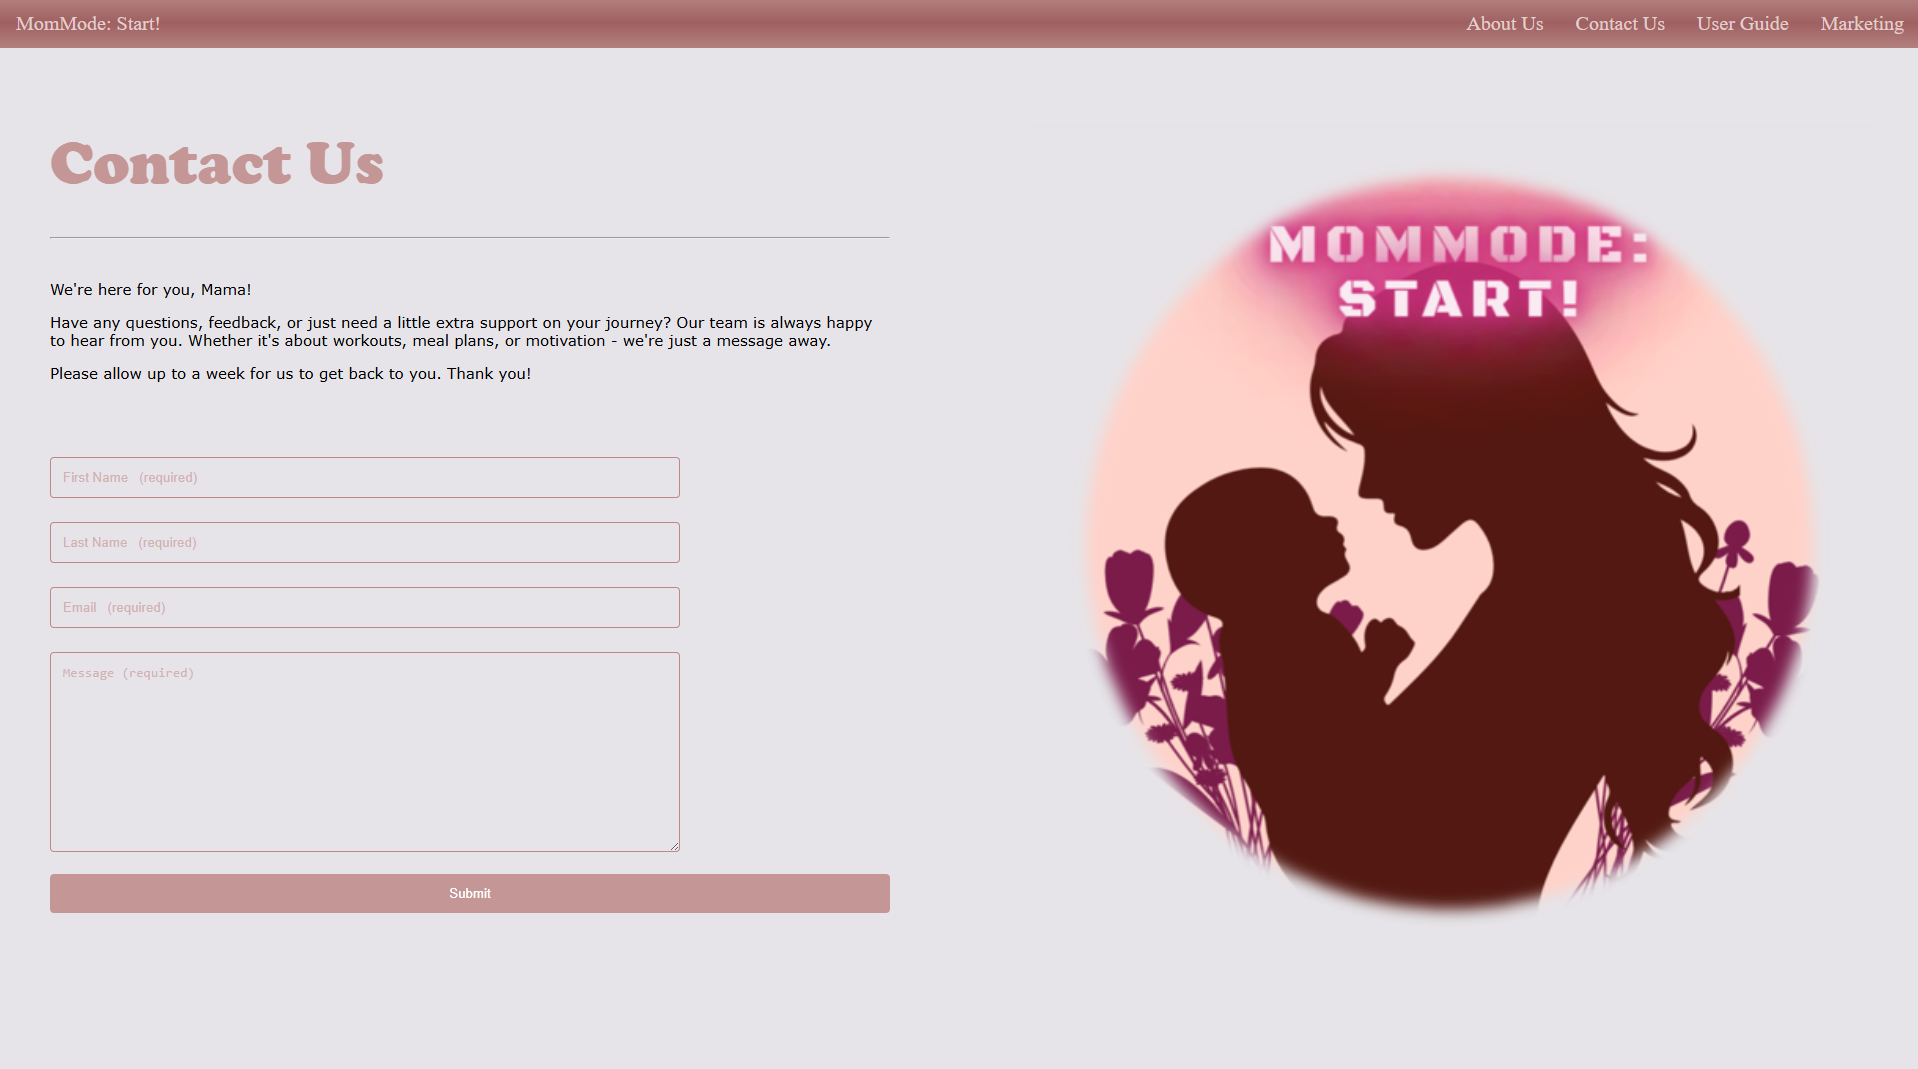 MomMode: Start!
About Us
Contact Us
User Guide
Marketing
Contact Us
We're here for you, Mama!
Have any questions, feedback, or just need a little extra support on your journey? Our team is always happy
to hear from you. Whether it's about workouts, meal plans, or motivation - we're just a message away.
Please allow up to a week for us to get back to you. Thank you!
First Name (required)
Last Name (required)
Email (required)
Message (required)
Submit
MOMMODE:
START!